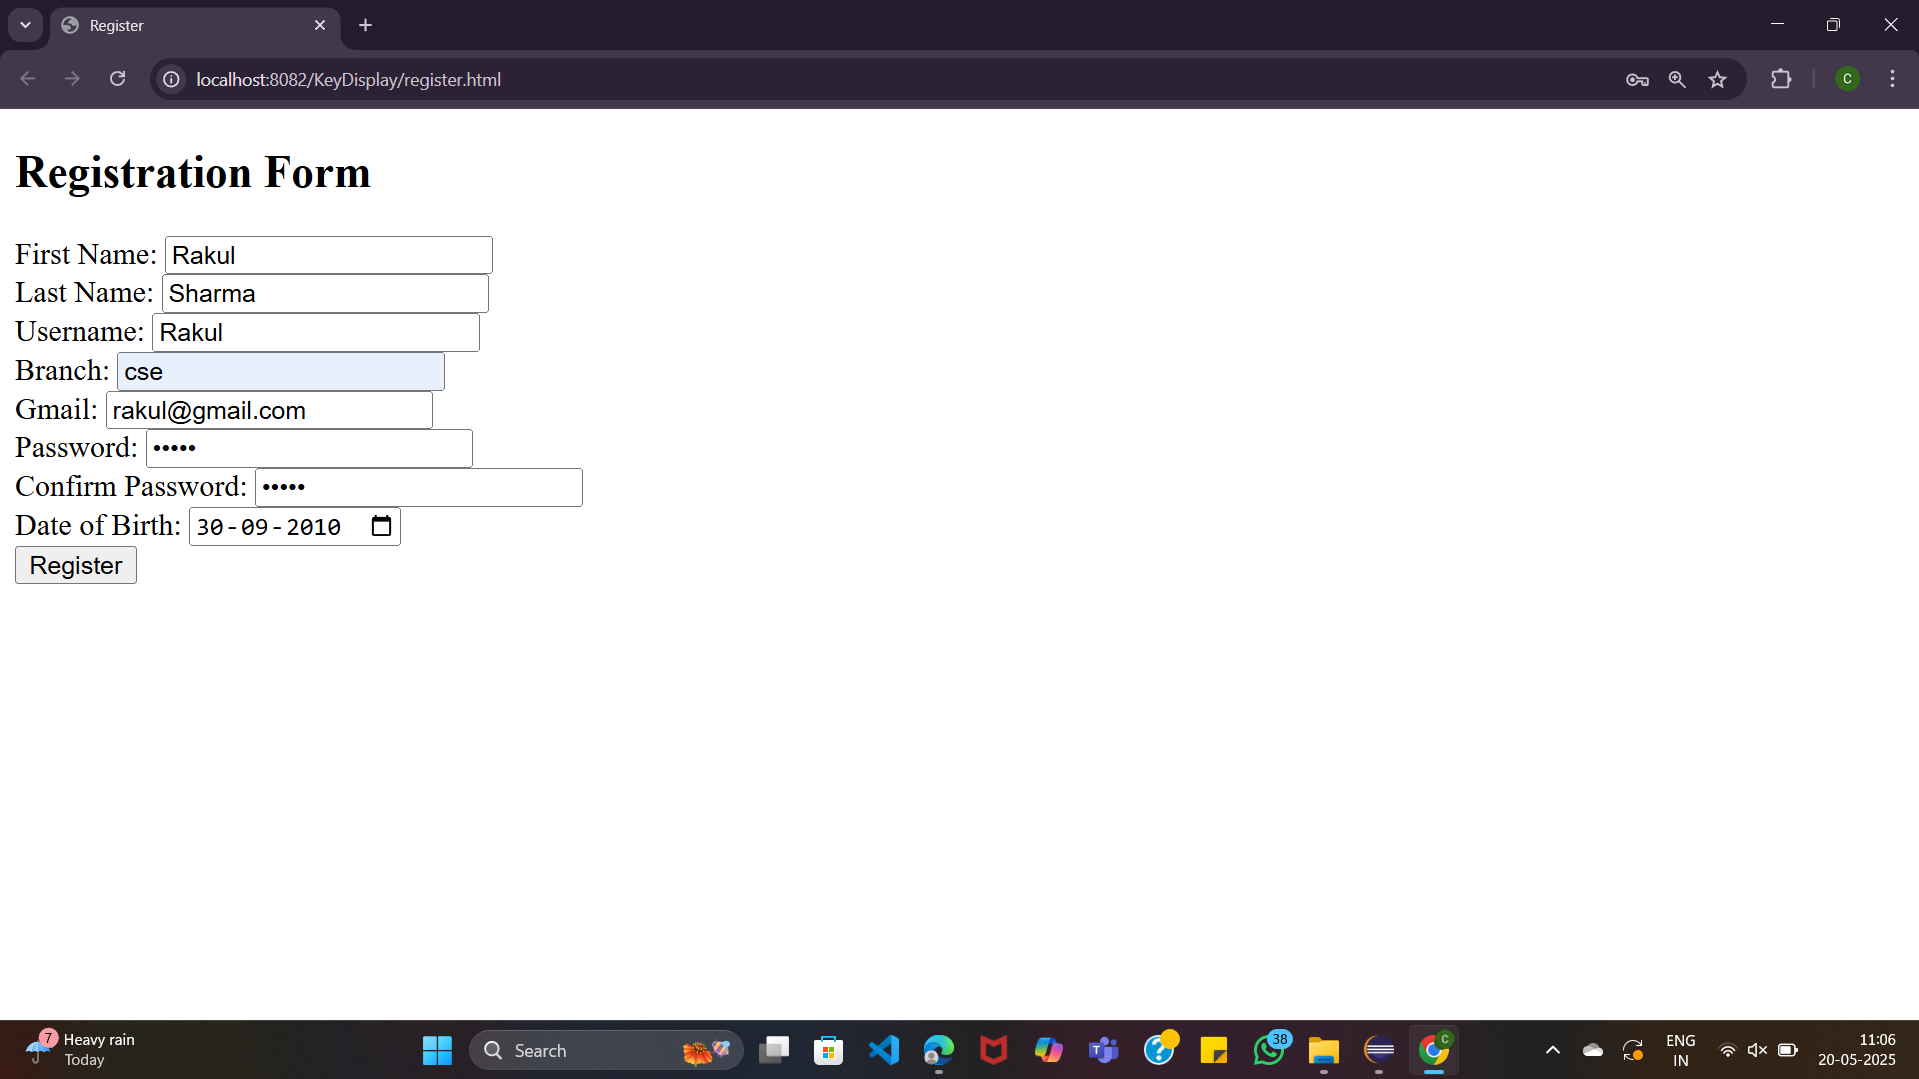 Register
localhost:8082/KeyDisplay/register.html
C
Registration Form
First Name: Rakul
Last Name: Sharma
Username: Rakul
Branch: cse
Gmail: rakul@gmail.com
Password: •••••
Confirm Password: •••••
Date of Birth: 30-09-2010
Register
7
Heavy rain
Today
Search
T
38
C
ENG
IN
11:06
20-05-2025